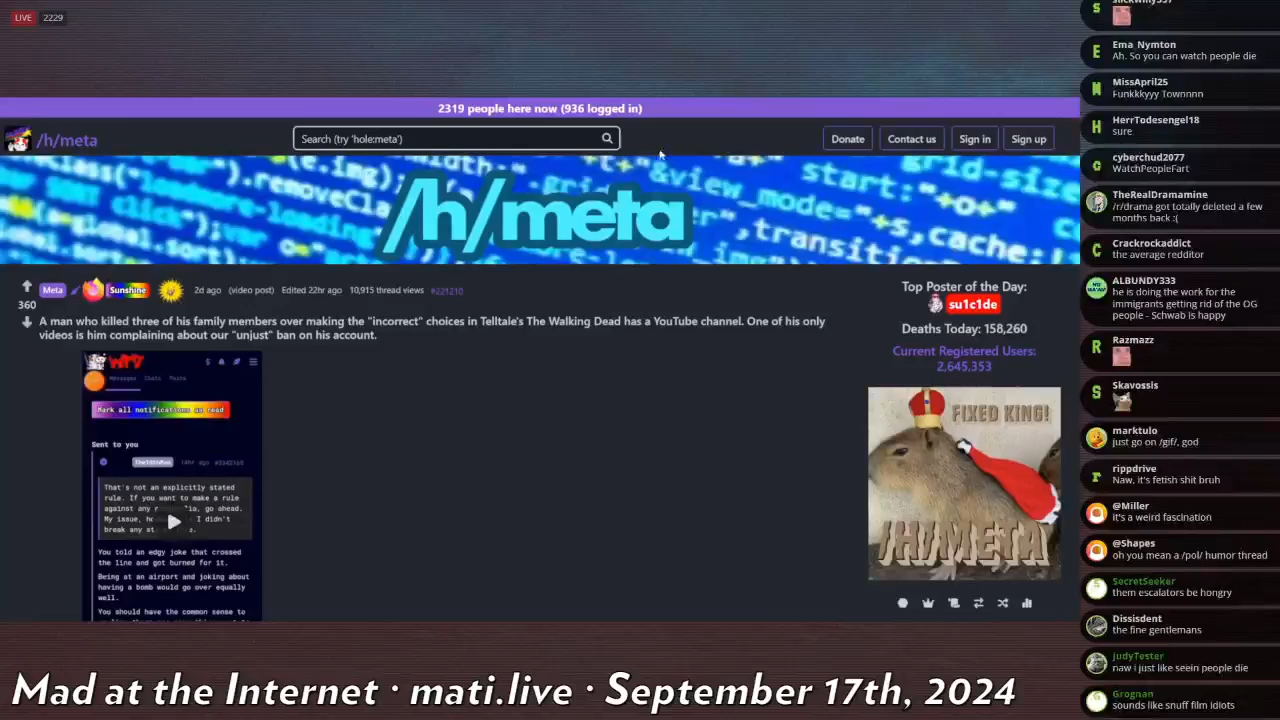 LIVE 2229
2319 people here now (936 logged in)
/h/meta
Search (try 'hole:meta')
Donate
Contact us
Sign in
Sign up
/h/meta
360
Meta Sunshine 2d ago (video post) Edited 22hr ago 10,915 thread views #221210
A man who killed three of his family members over making the "incorrect" choices in Telltale's The Walking Dead has a YouTube channel. One of his only
videos is him complaining about our "unjust" ban on his account.
WPD
Messages Chats Posts
Mark all notifications as read
Sent to you
14hr ago
That's not an explicitly stated
rule. If you want to make a rule
against any
My issue, I didn't
break any
You told an edgy joke that crossed
the line and got burned for it.
Being at an airport and joking about
having a bomb would go over equally
well.
You should have the common sense to
Top Poster of the Day:
su1c1de
Deaths Today: 158,260
Current Registered Users:
2,645,353
FIXED KING!
/H/META
Ema_Nymton
Ah. So you can watch people die
MissApril25
Funkkkyyy Townnnn
HerrTodesengel18
sure
cyberchud2077
WatchPeopleFart
TheRealDramamine
/r/drama got totally deleted a few
months back :(
Crackrockaddict
the average redditor
ALBUNDY333
he is doing the work for the
immigrants getting rid of the OG
people - Schwab is happy
Razmazz
Skavossis
marktulo
just go on /gif/, god
rippdrive
Naw, it's fetish shit bruh
@Miller
it's a weird fascination
@Shapes
oh you mean a /pol/ humor thread
SecretSeeker
them escalators be hongry
Dissisdent
the fine gentlemans
JudyTester
naw i just like seein people die
Grognan
sounds like snuff film idiots
Mad at the Internet · mati.live · September 17th, 2024